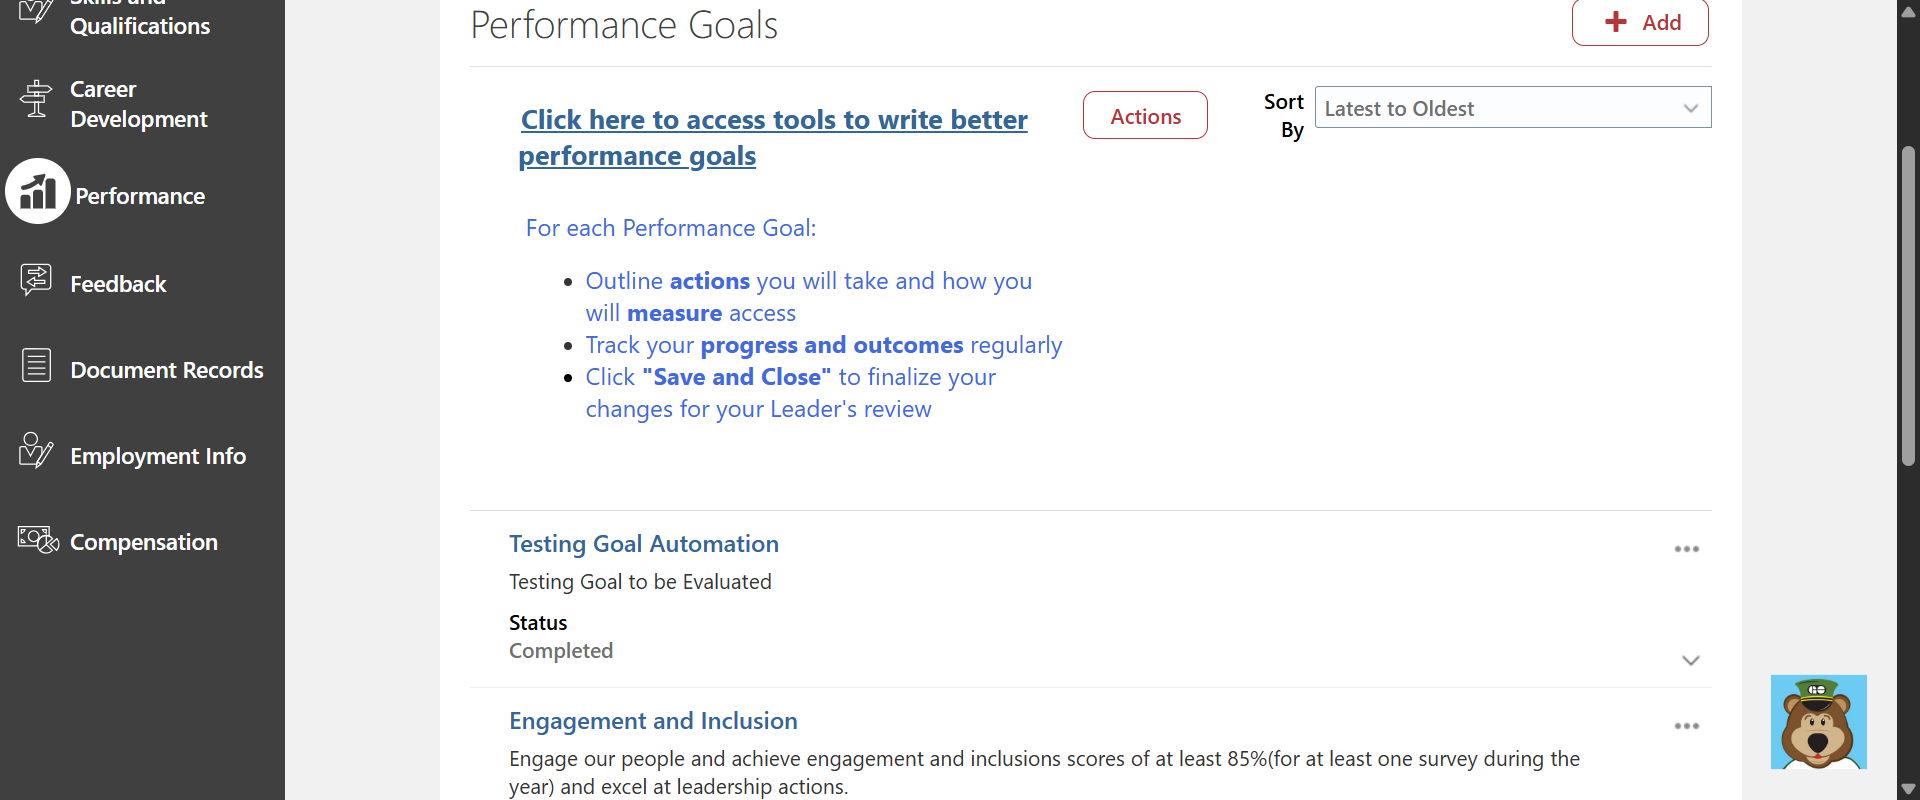 Skills and
Qualifications
Career
Development
Performance
Feedback
Document Records
Employment Info
Compensation
Performance Goals
Add
Click here to access tools to write better
performance goals
Actions
Sort
By
Latest to Oldest
For each Performance Goal:
Outline actions you will take and how you
will measure access
Track your progress and outcomes regularly
Click "Save and Close" to finalize your
changes for your Leader's review
Testing Goal Automation
Testing Goal to be Evaluated
Status
Completed
Engagement and Inclusion
Engage our people and achieve engagement and inclusions scores of at least 85%(for at least one survey during the
year) and excel at leadership actions.
GO